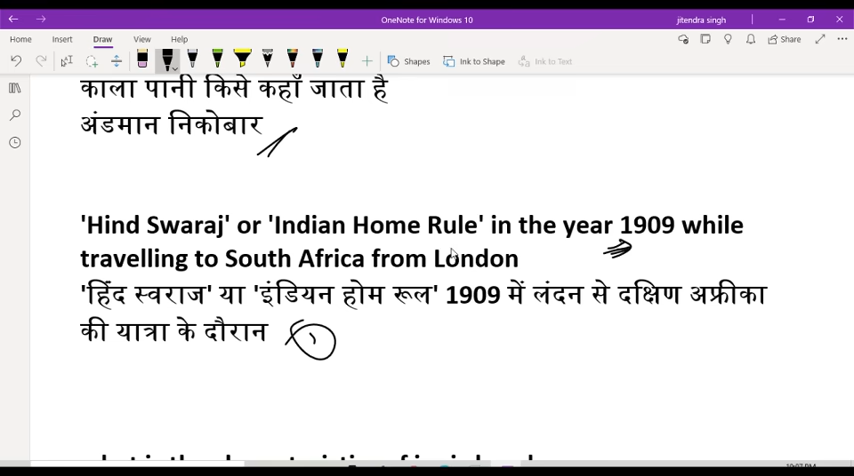 OneNote for Windows 10
jitendra singh
Home Insert Draw View Help
Share
Shapes Ink to Shape Ink to Text
काला पानी किसे कहाँ जाता है
अंडमान निकोबार
'Hind Swaraj' or 'Indian Home Rule' in the year 1909 while
travelling to South Africa from London
'हिंद स्वराज' या 'इंडियन होम रूल' 1909 में लंदन से दक्षिण अफ्रीका
की यात्रा के दौरान